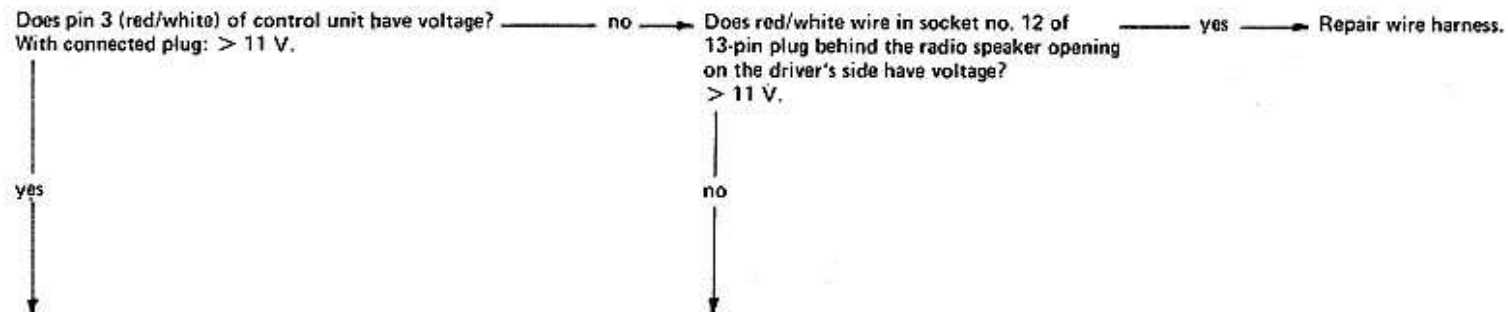 Does pin 3 (red/white) of control unit have voltage?
With connected plug: > 11 V.
no
Does red/white wire in socket no. 12 of
13-pin plug behind the radio speaker opening
on the driver's side have voltage?
> 11 V.
yes
Repair wire harness.
yes
no